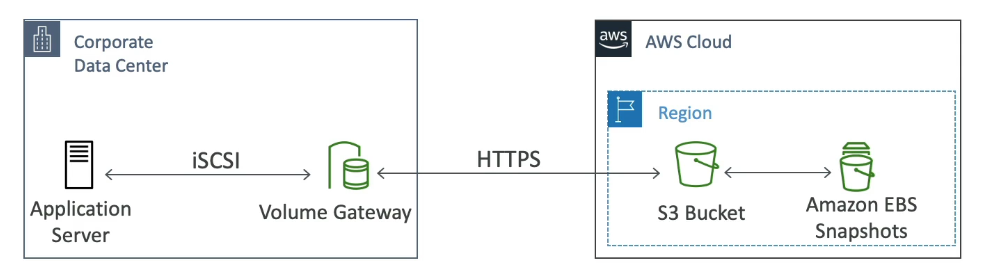 Corporate
Data Center
aws
AWS Cloud
Region
iSCSI
HTTPS
Application
Server
Volume Gateway
S3 Bucket
Amazon EBS
Snapshots